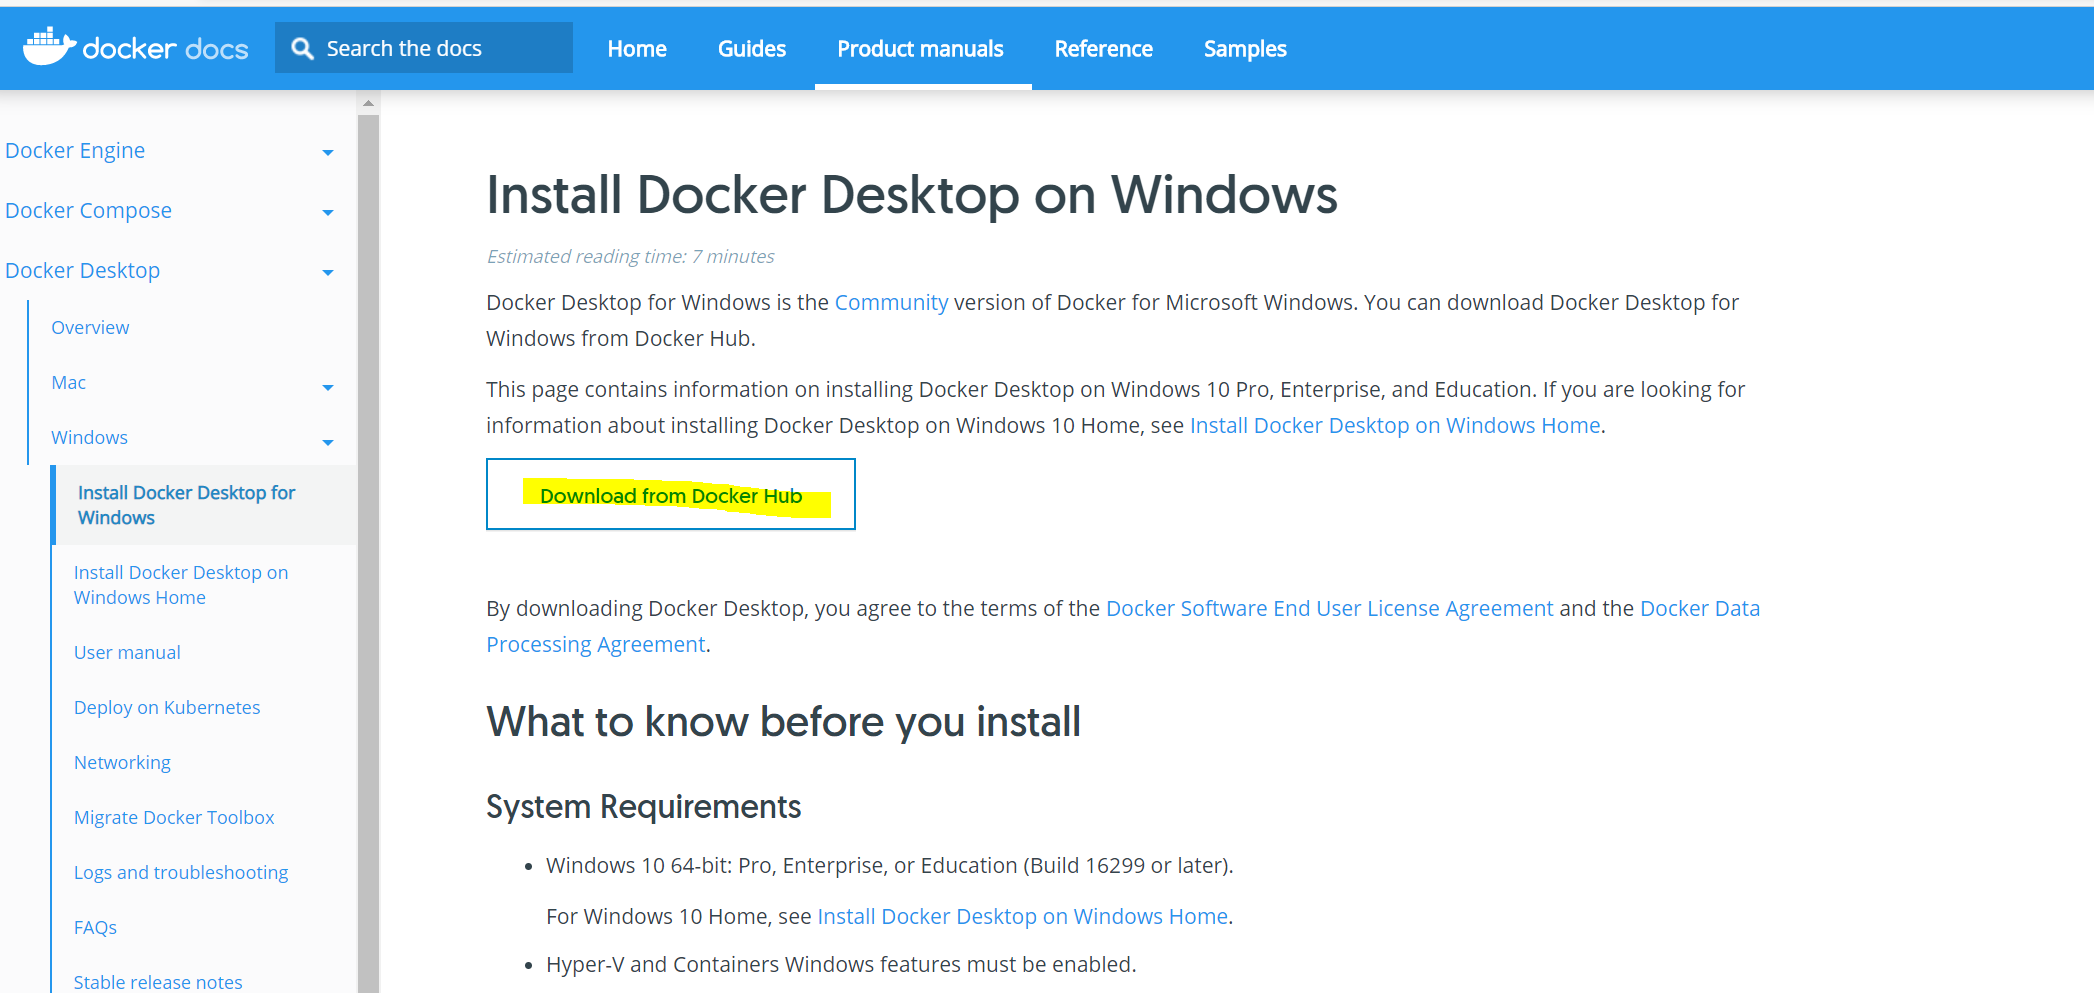 docker docs
Search the docs
Home
Guides
Product manuals
Reference
Samples
Docker Engine
Docker Compose
Docker Desktop
Overview
Mac
Windows
Install Docker Desktop for
Windows
Install Docker Desktop on
Windows Home
User manual
Deploy on Kubernetes
Networking
Migrate Docker Toolbox
Logs and troubleshooting
FAQs
Stable release notes
Install Docker Desktop on Windows
Estimated reading time: 7 minutes
Docker Desktop for Windows is the Community version of Docker for Microsoft Windows. You can download Docker Desktop for
Windows from Docker Hub.
This page contains information on installing Docker Desktop on Windows 10 Pro, Enterprise, and Education. If you are looking for
information about installing Docker Desktop on Windows 10 Home, see Install Docker Desktop on Windows Home.
Download from Docker Hub
By downloading Docker Desktop, you agree to the terms of the Docker Software End User License Agreement and the Docker Data
Processing Agreement.
What to know before you install
System Requirements
• Windows 10 64-bit: Pro, Enterprise, or Education (Build 16299 or later).
For Windows 10 Home, see Install Docker Desktop on Windows Home.
• Hyper-V and Containers Windows features must be enabled.